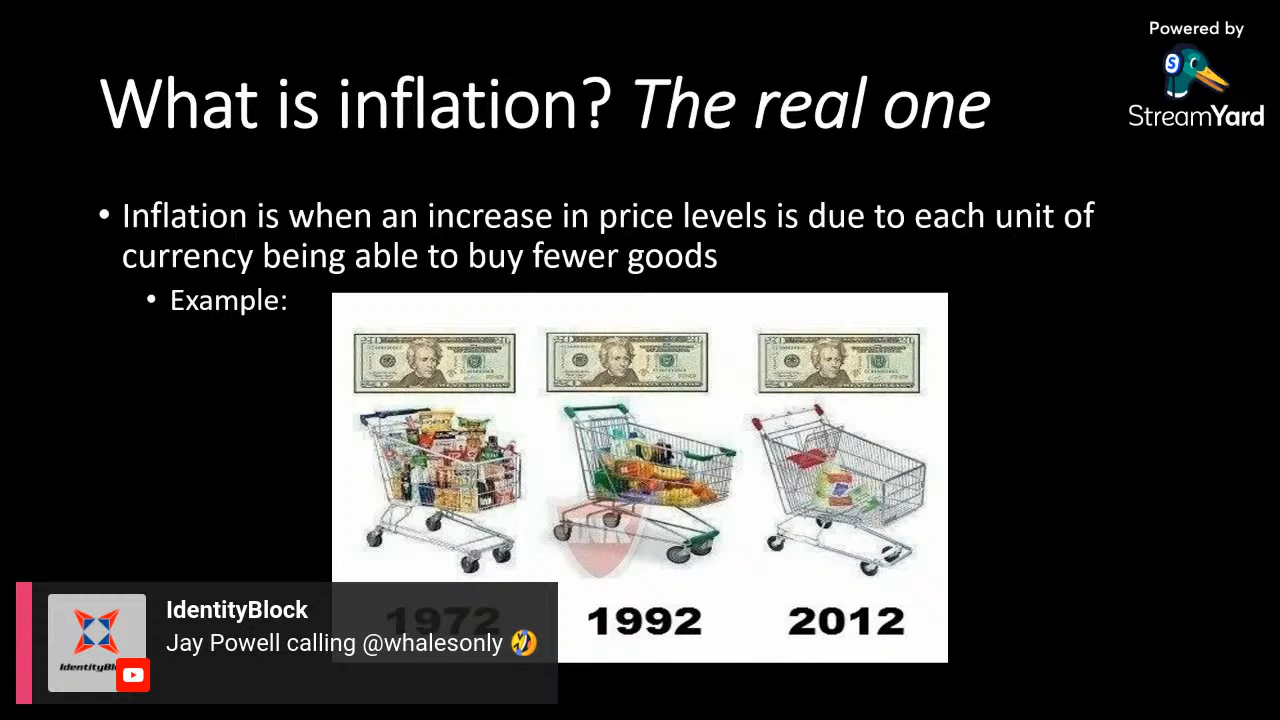 Powered by
StreamYard
What is inflation? The real one
• Inflation is when an increase in price levels is due to each unit of
currency being able to buy fewer goods
• Example:
1972
1992
2012
IdentityBlock
Jay Powell calling @whalesonly 🤣